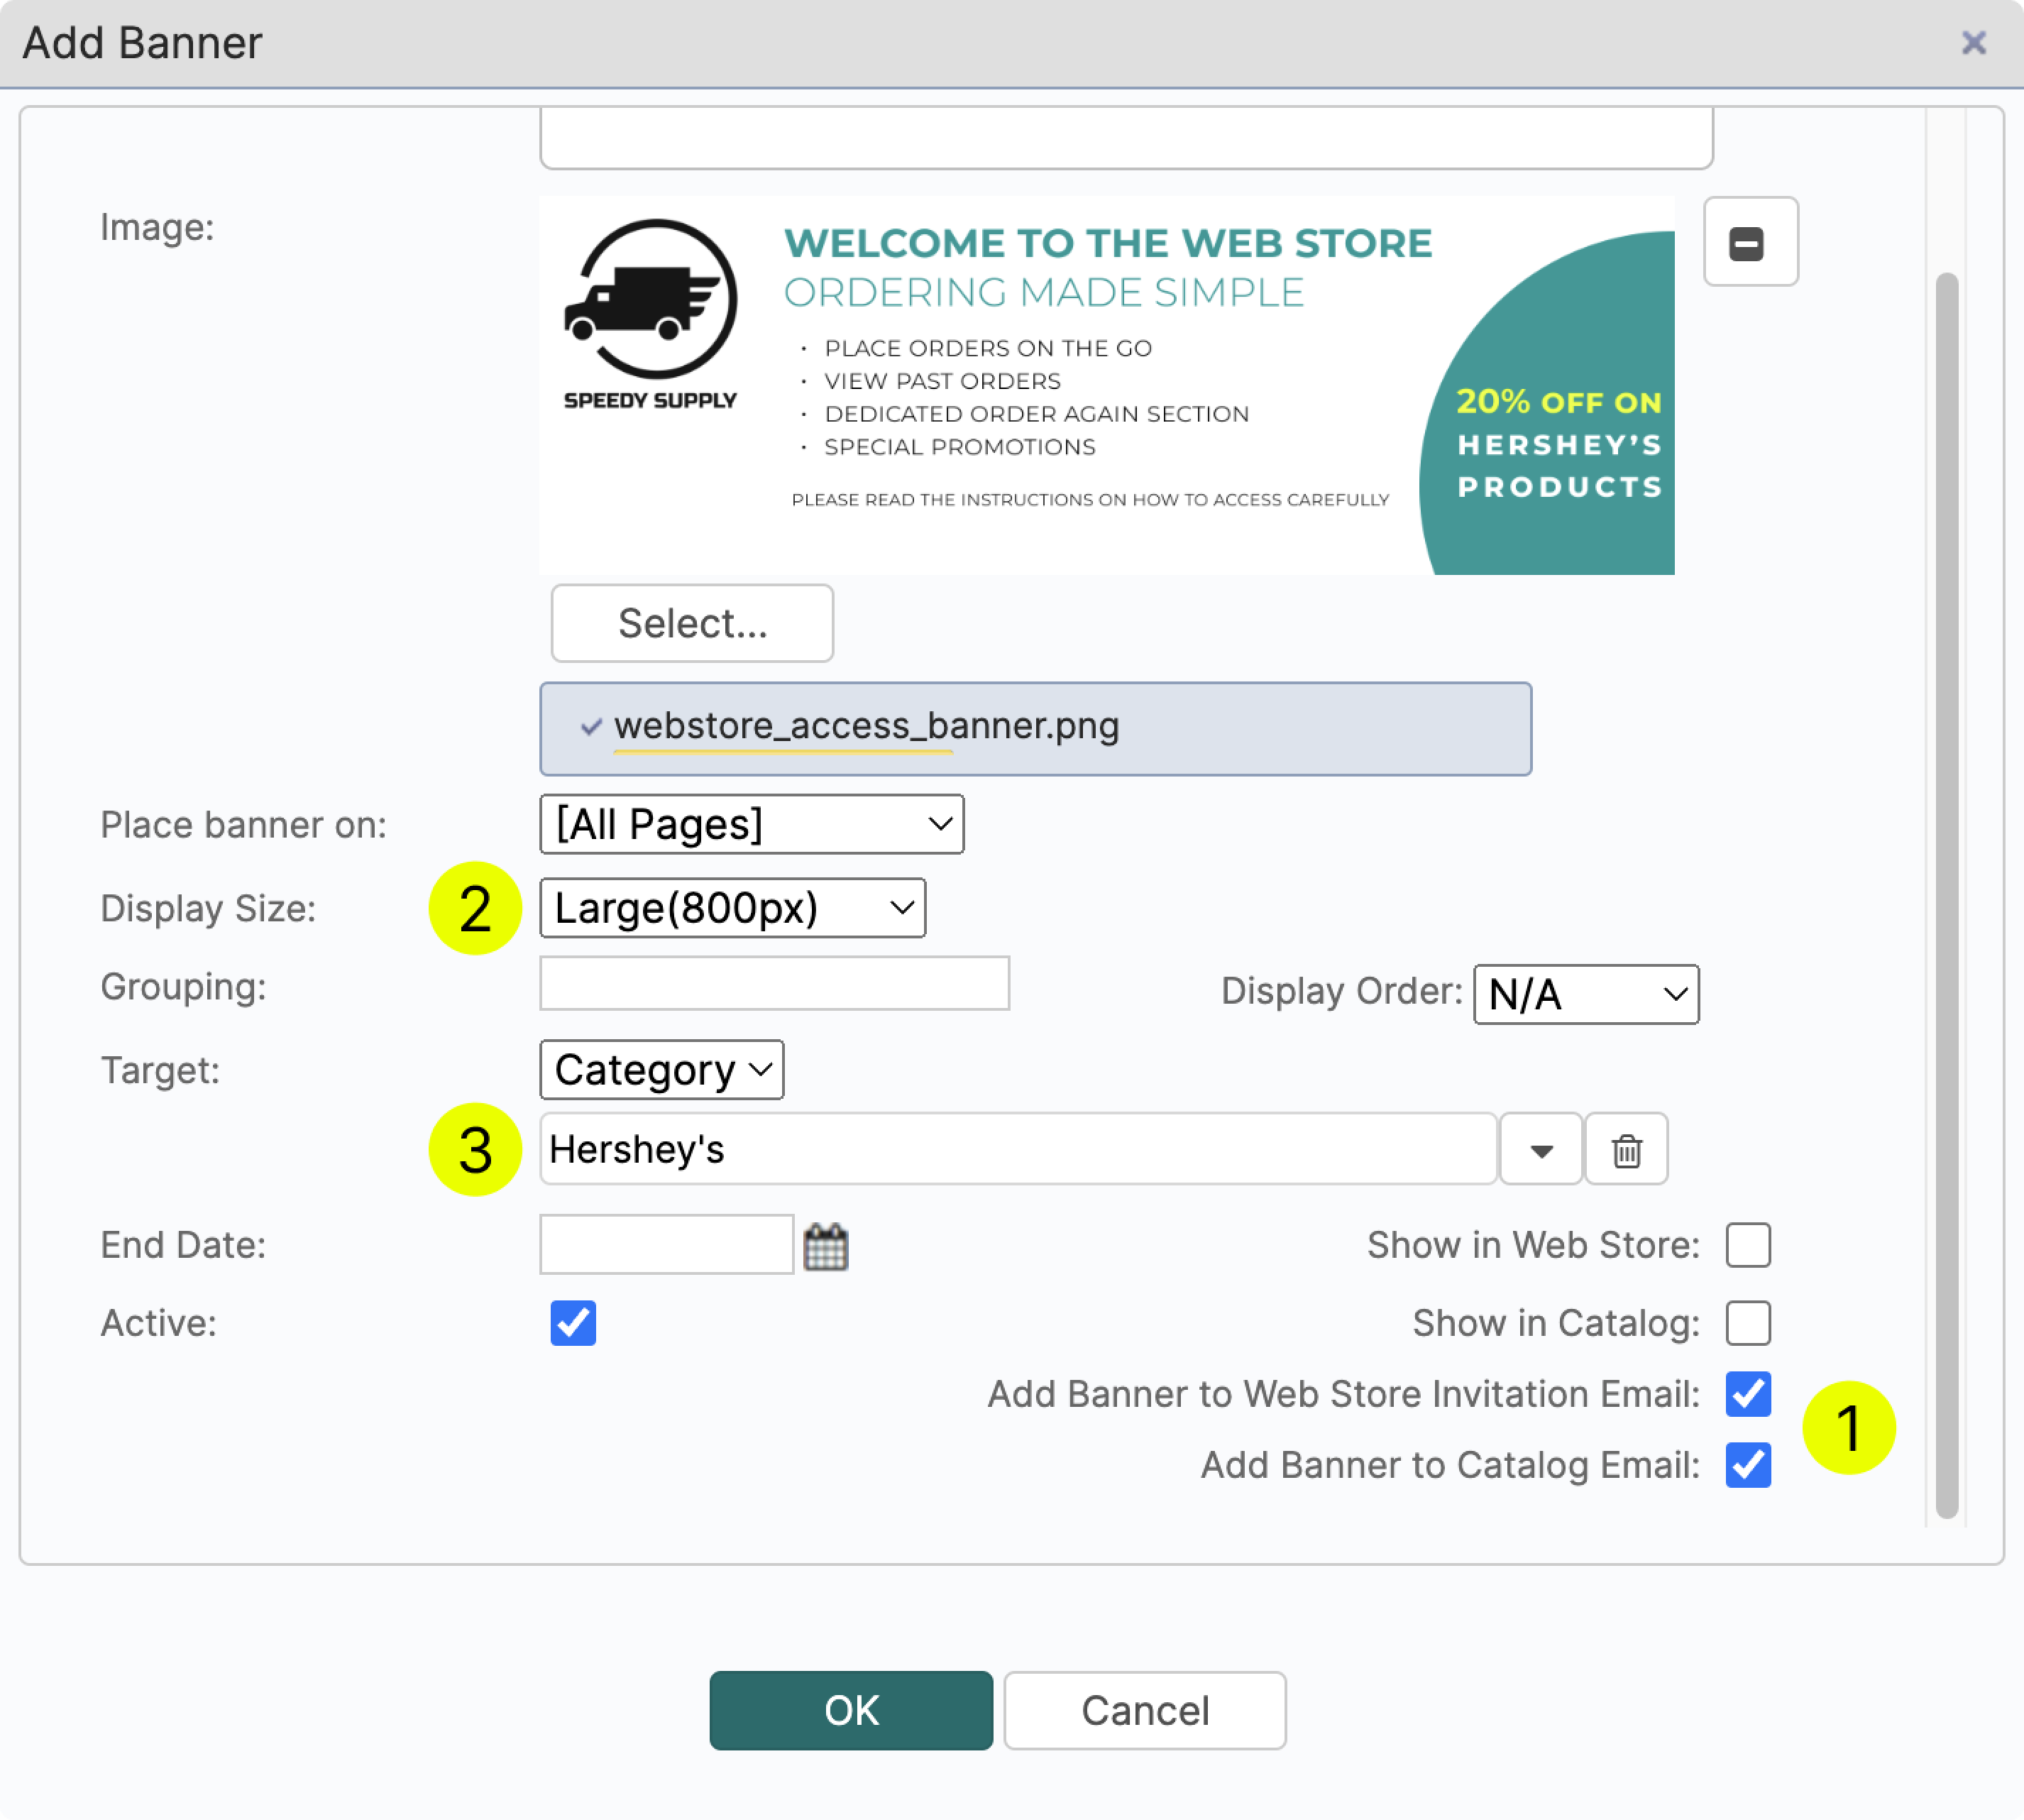 Add Banner
Image:
SPEEDY SUPPLY
WELCOME TO THE WEB STORE
ORDERING MADE SIMPLE
· PLACE ORDERS ON THE GO
· VIEW PAST ORDERS
· DEDICATED ORDER AGAIN SECTION
· SPECIAL PROMOTIONS
PLEASE READ THE INSTRUCTIONS ON HOW TO ACCESS CAREFULLY
20% OFF ON
HERSHEY'S
PRODUCTS
Select...
webstore_access_banner.png
Place banner on: [All Pages]
Display Size: 2 Large(800px)
Grouping: Display Order: N/A
Target: Category
3 Hershey's
End Date: Show in Web Store:
Active: Show in Catalog:
Add Banner to Web Store Invitation Email:
1
Add Banner to Catalog Email:
OK Cancel